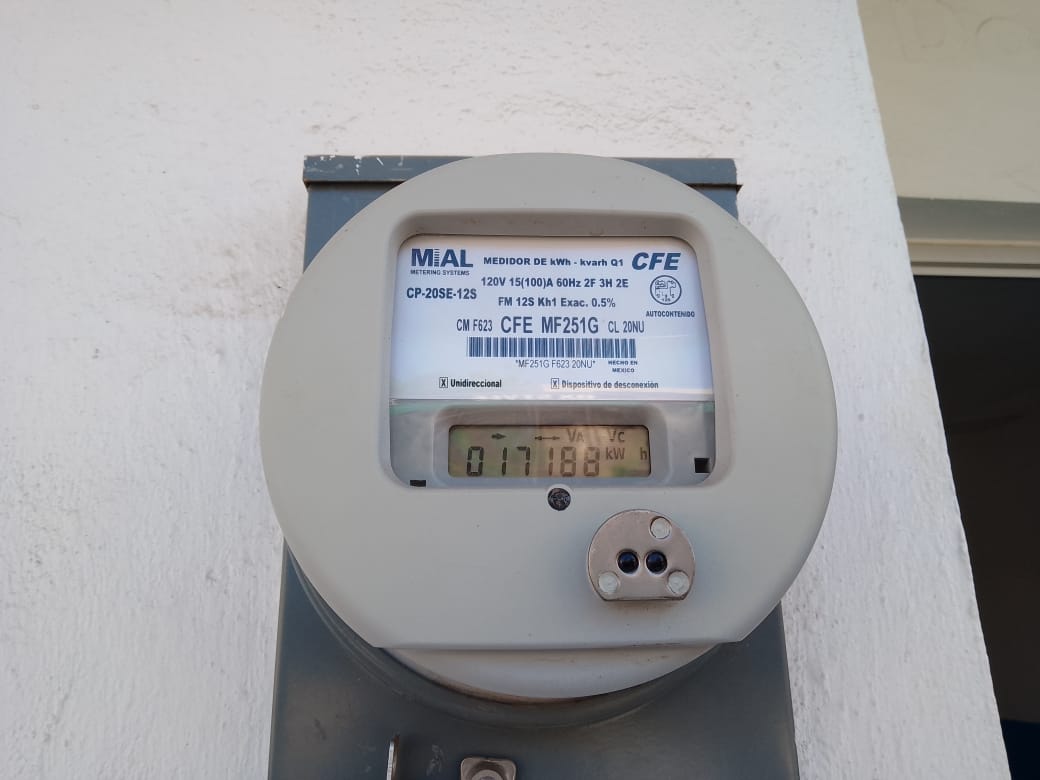 MIAL MEDIDOR DE kWh - kvarh Q1 CFE
METERING SYSTEMS
120V 15(100)A 60Hz 2F 3H 2E
CP-20SE-12S
FM 12S Kh1 Exac. 0.5%
AUTOCONTENIDO
CM F623 CFE MF251G CL 20NU
*MF251G F623 20NU*
HECHO EN
MEXICO
X Unidireccional X Dispositivo de desconexión
VA VC
017188 kW h